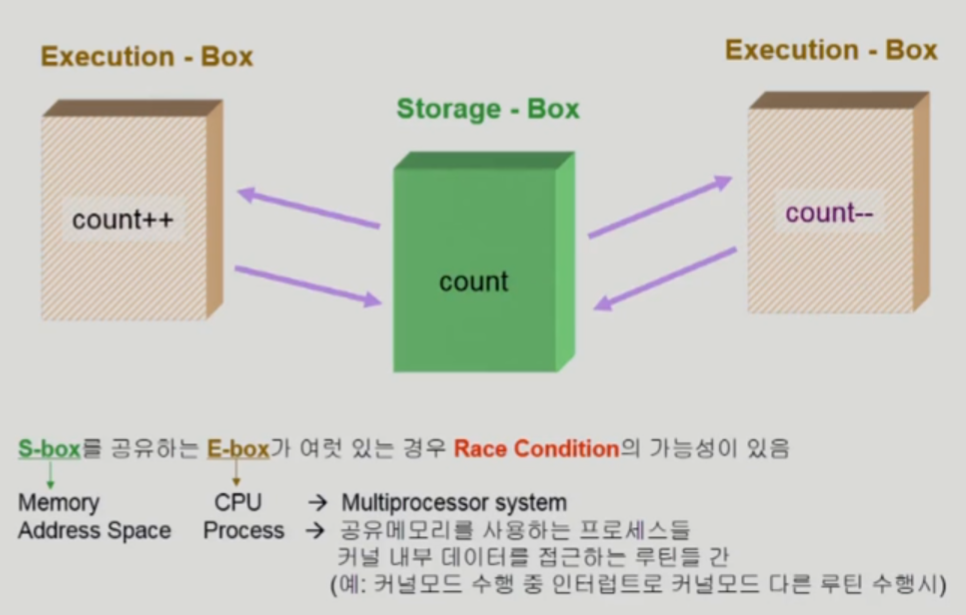 Execution - Box
Execution - Box
Storage - Box
count++
count
count--
S-box를 공유하는 E-box가 여럿 있는 경우 Race Condition의 가능성이 있음
Memory CPU → Multiprocessor system
Address Space Process → 공유메모리를 사용하는 프로세스들
커널 내부 데이터를 접근하는 루틴들 간
(예: 커널모드 수행 중 인터럽트로 커널모드 다른 루틴 수행시)